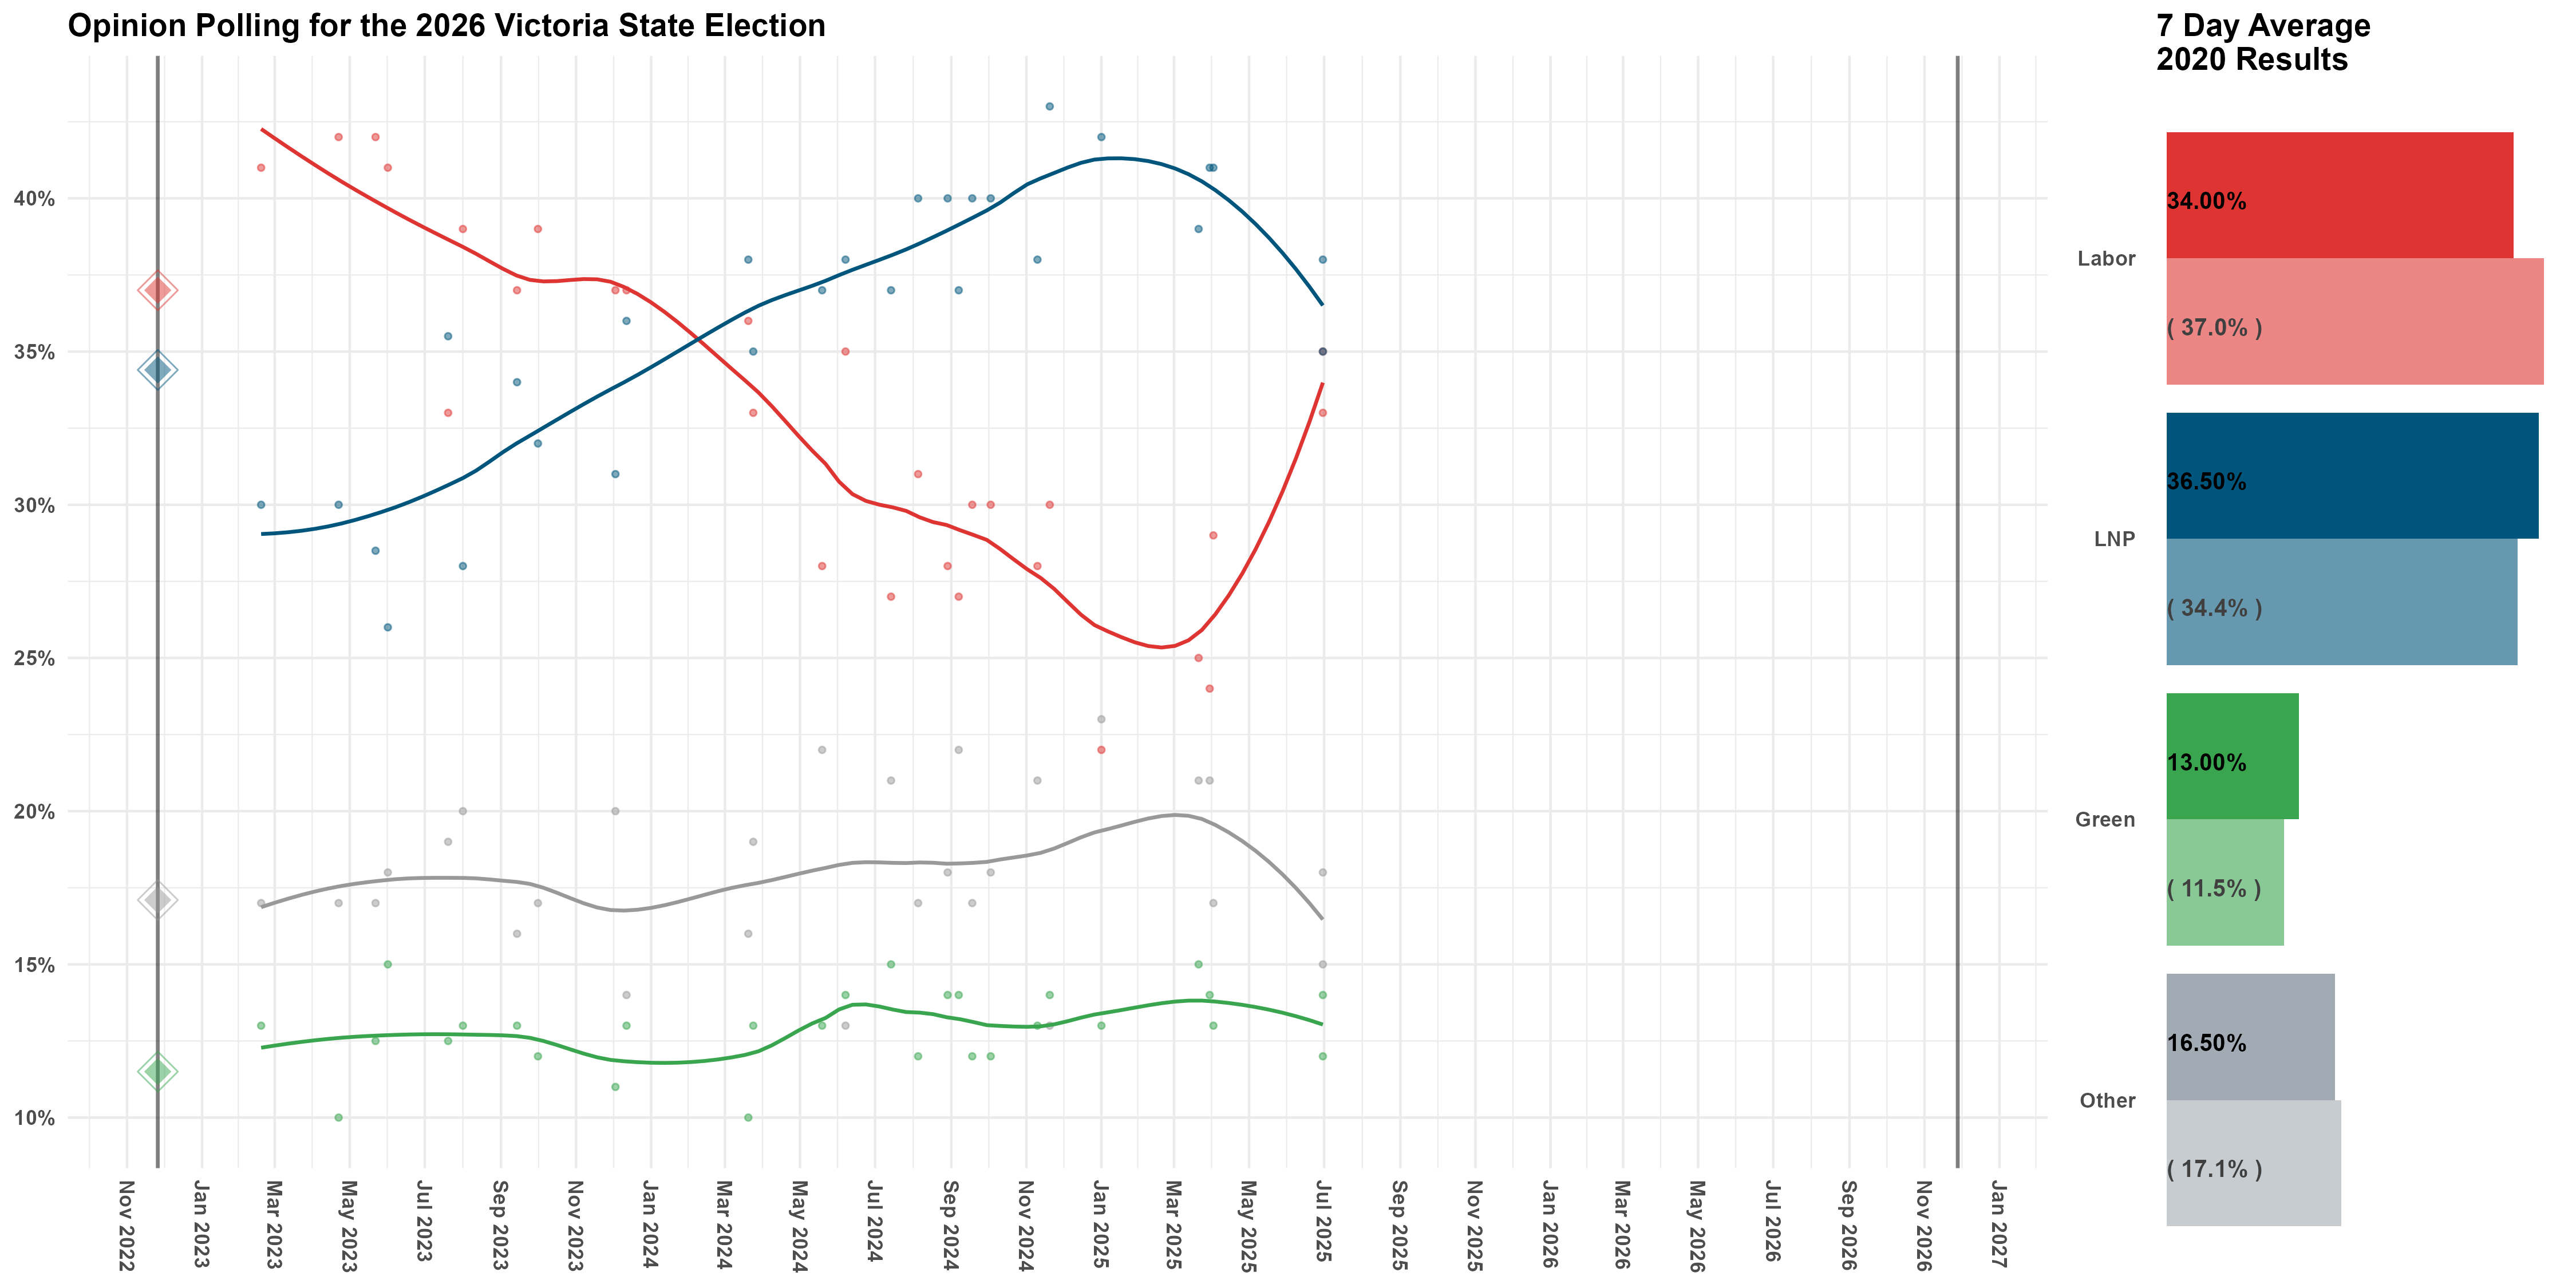 Opinion Polling for the 2026 Victoria State Election
40%
35%
30%
25%
20%
15%
10%
Nov 2022
Jan 2023
Mar 2023
May 2023
Jul 2023
Sep 2023
Nov 2023
Jan 2024
Mar 2024
May 2024
Jul 2024
Sep 2024
Nov 2024
Jan 2025
Mar 2025
May 2025
Jul 2025
Sep 2025
Nov 2025
Jan 2026
Mar 2026
May 2026
Jul 2026
Sep 2026
Nov 2026
Jan 2027
7 Day Average
2020 Results
Labor
34.00%
( 37.0% )
LNP
36.50%
( 34.4% )
Green
13.00%
( 11.5% )
Other
16.50%
( 17.1% )